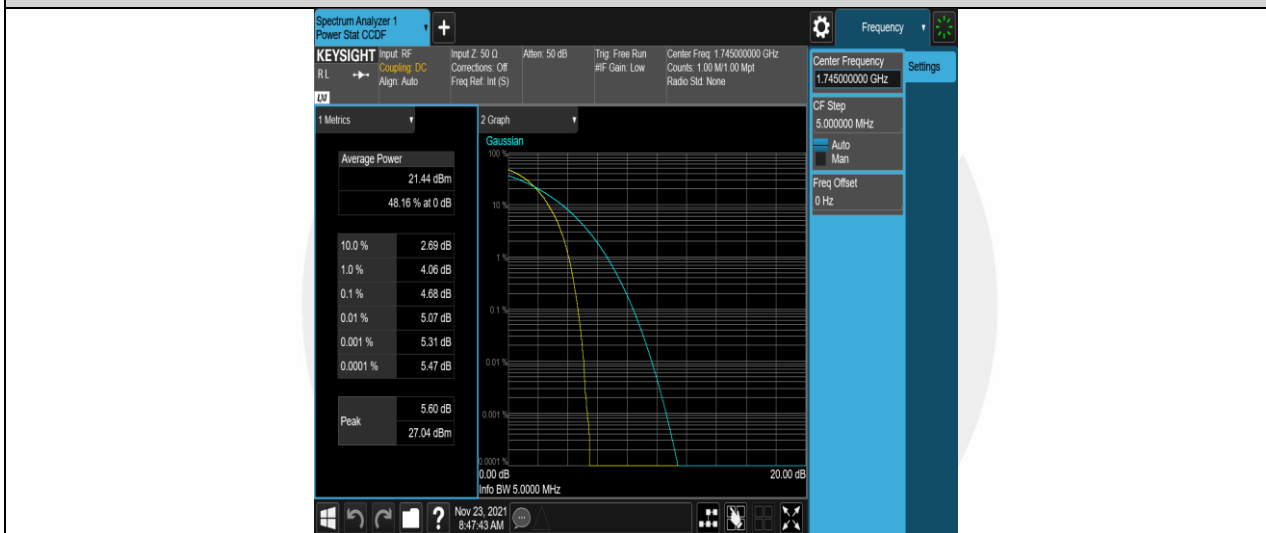 Spectrum Analyzer 1
Power Stat CCDF
+
Frequency
KEYSIGHT
RL
LXI
Input: RF
Coupling: DC
Align: Auto
Input Z: 50 Ω
Corrections: Off
Freq Ref: Int (S)
Atten: 50 dB
Trig: Free Run
#IF Gain: Low
Center Freq: 1.745000000 GHz
Counts: 1.00 M/1.00 Mpt
Radio Std: None
Center Frequency
1.745000000 GHz
Settings
CF Step
5.000000 MHz
Auto
Man
Freq Offset
0 Hz
1 Metrics
Average Power
21.44 dBm
48.16 % at 0 dB
10.0 % 2.69 dB
1.0 % 4.06 dB
0.1 % 4.68 dB
0.01 % 5.07 dB
0.001 % 5.31 dB
0.0001 % 5.47 dB
Peak
5.60 dB
27.04 dBm
2 Graph
Gaussian
100 %
10 %
1 %
0.1 %
0.01 %
0.001 %
0.0001 %
0.00 dB 20.00 dB
Info BW 5.0000 MHz
?
Nov 23, 2021
8:47:43 AM